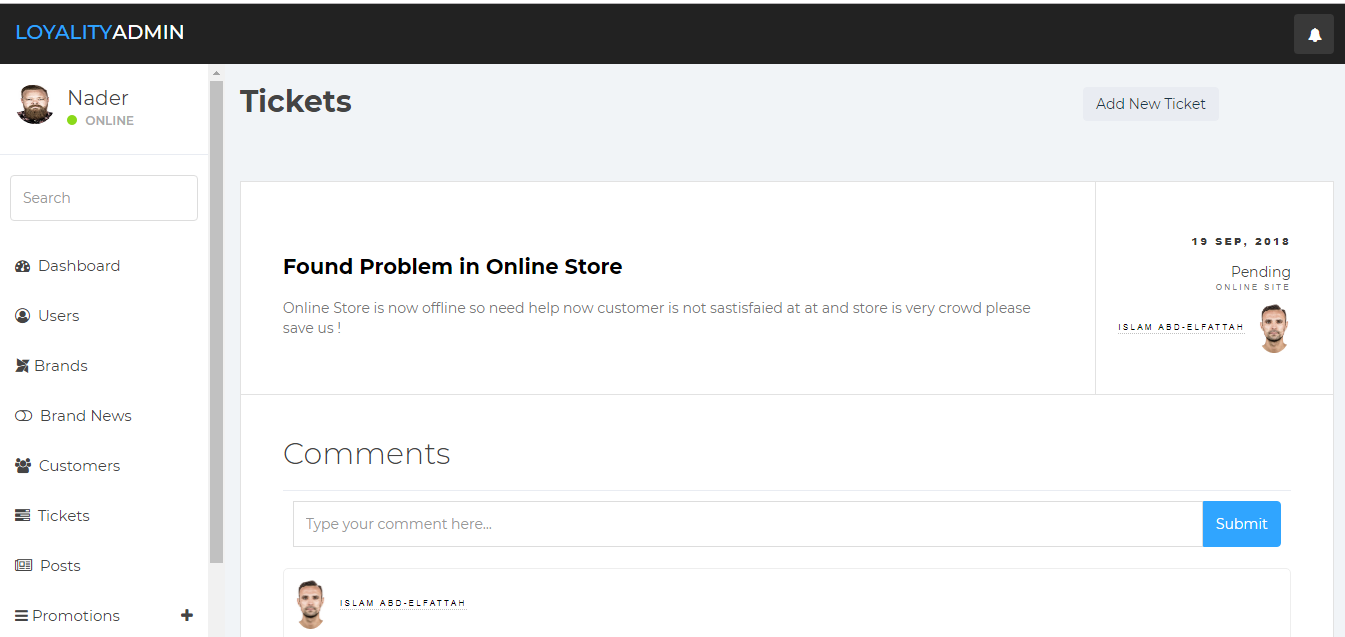 LOYALITYADMIN
Nader
ONLINE
Search
Dashboard
Users
Brands
Brand News
Customers
Tickets
Posts
Promotions
Tickets
Add New Ticket
Found Problem in Online Store
Online Store is now offline so need help now customer is not sastisfaied at at and store is very crowd please
save us !
19 SEP, 2018
Pending
ONLINE SITE
ISLAM ABD-ELFATTAH
Comments
Type your comment here...
Submit
ISLAM ABD-ELFATTAH